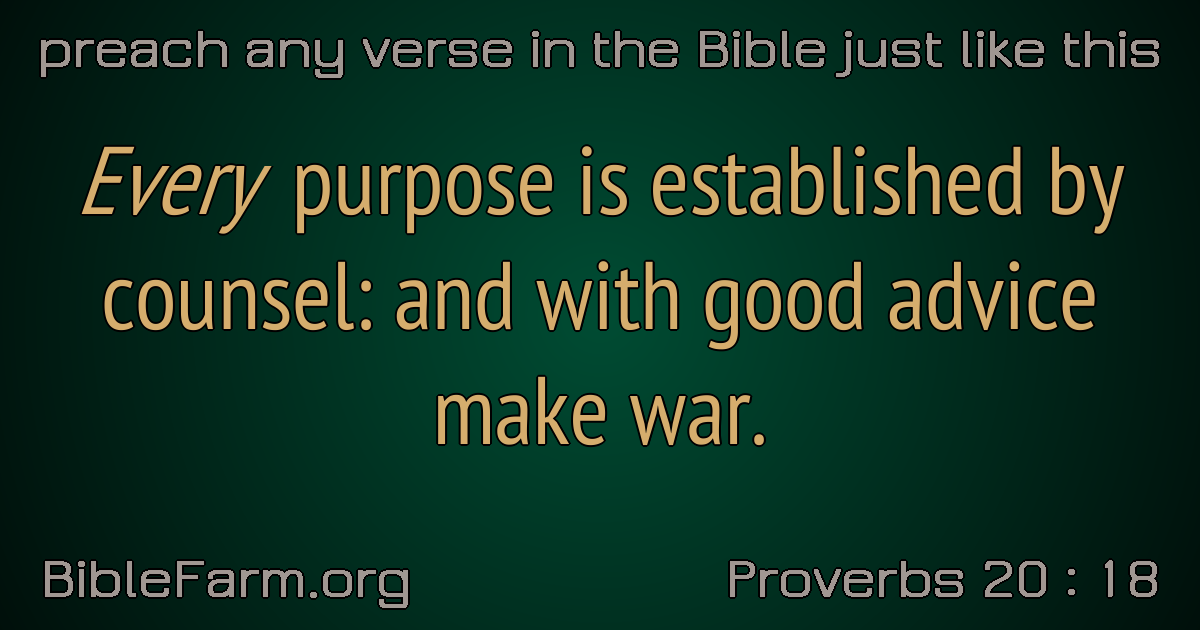 preach any verse in the Bible just like this
Every purpose is established by
counsel: and with good advice
make war.
BibleFarm.org
Proverbs 20 : 18